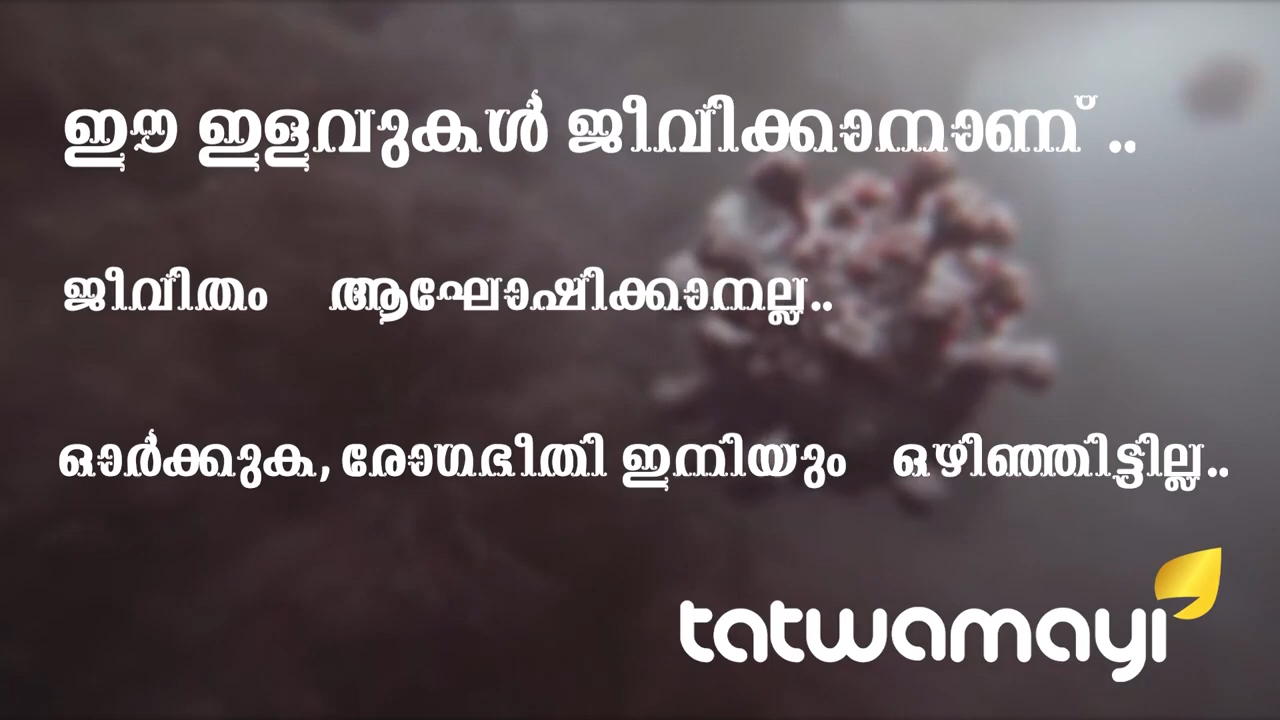 ഈ ഇളവുകൾ ജീവിക്കാനാണ് ..
ജീവിതം ആഘോഷിക്കാനല്ല..
ഓർക്കുക, രോഗഭീതി ഇനിയും ഒഴിഞ്ഞിട്ടില്ല..
tatwamayi